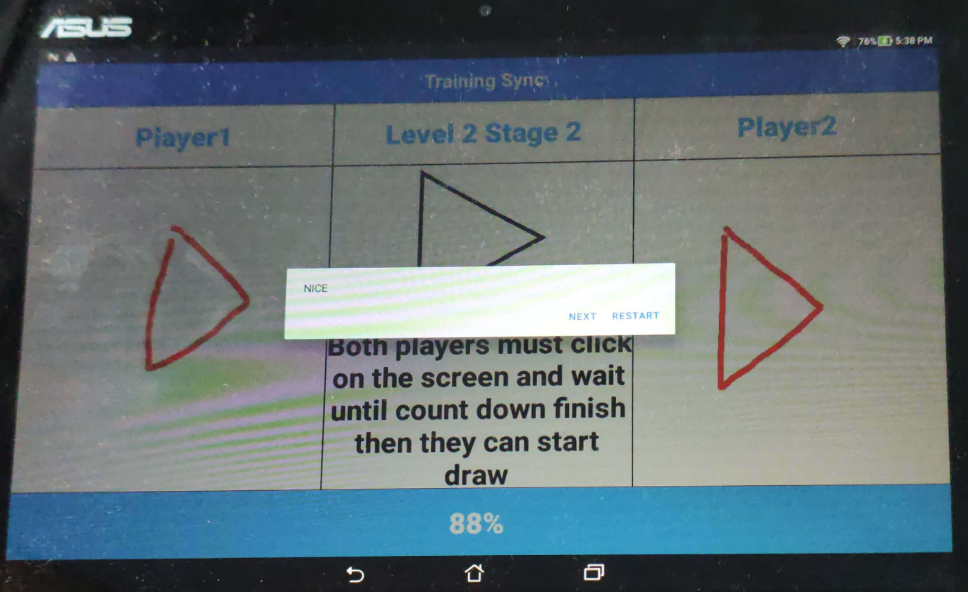 ASUS
76% 5:38 PM
Training Sync
Player1
Level 2 Stage 2
Player2
NICE
NEXT RESTART
Both players must click
on the screen and wait
until count down finish
then they can start
draw
88%